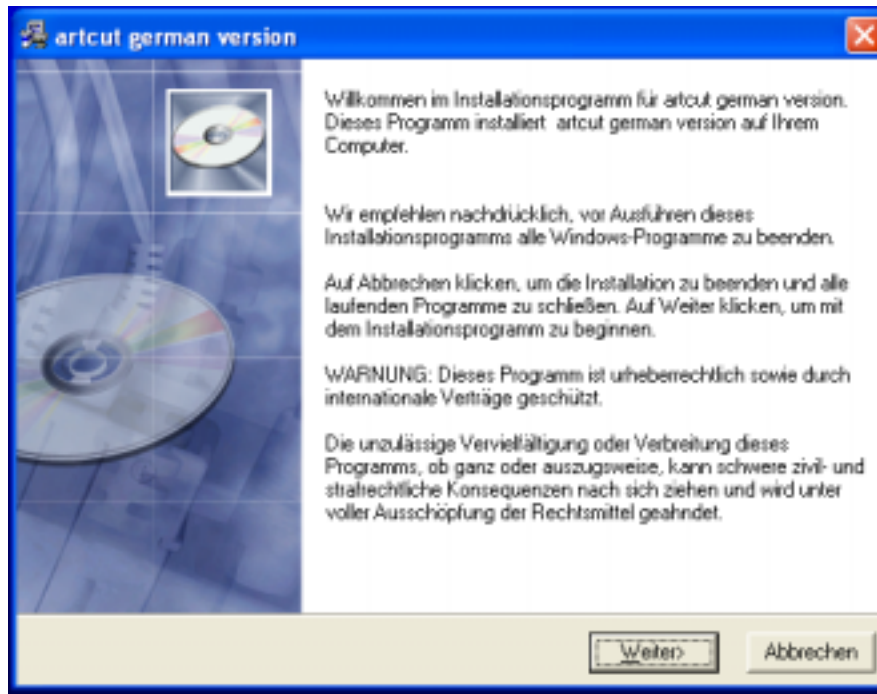 artcut german version
Willkommen im Installationsprogramm für artcut german version.
Dieses Programm installiert artcut german version auf Ihrem
Computer.
Wir empfehlen nachdrücklich, vor Ausführen dieses
Installationsprogramms alle Windows-Programme zu beenden.
Auf Abbrechen klicken, um die Installation zu beenden und alle
laufenden Programme zu schließen. Auf Weiter klicken, um mit
dem Installationsprogramm zu beginnen.
WARNUNG: Dieses Programm ist urheberrechtlich sowie durch
internationale Verträge geschützt.
Die unzulässige Vervielfältigung oder Verbreitung dieses
Programms, ob ganz oder auszugsweise, kann schwere zivil- und
strafrechtliche Konsequenzen nach sich ziehen und wird unter
voller Ausschöpfung der Rechtsmittel geahndet.
Weiter>
Abbrechen